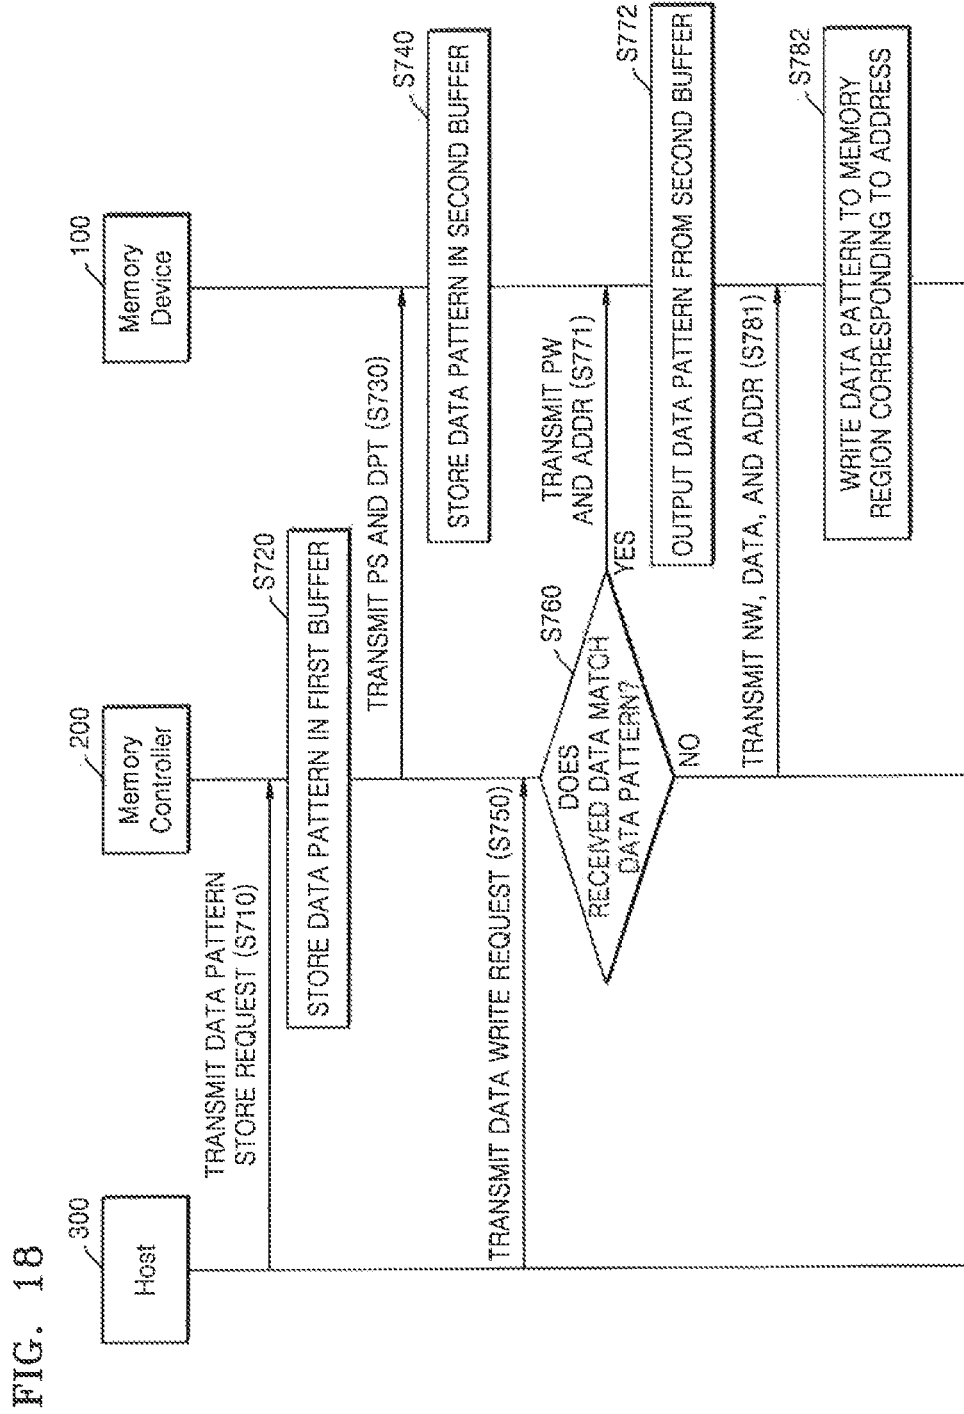 FIG. 18
300
Host
200
Memory
Controller
100
Memory
Device
TRANSMIT DATA PATTERN
STORE REQUEST (S710)
S720
STORE DATA PATTERN IN FIRST BUFFER
TRANSMIT PS AND DPT (S730)
S740
STORE DATA PATTERN IN SECOND BUFFER
TRANSMIT DATA WRITE REQUEST (S750)
S760
DOES
RECEIVED DATA MATCH
DATA PATTERN?
YES
NO
TRANSMIT PW
AND ADDR (S771)
S772
OUTPUT DATA PATTERN FROM SECOND BUFFER
TRANSMIT NW, DATA, AND ADDR (S781)
S782
WRITE DATA PATTERN TO MEMORY
REGION CORRESPONDING TO ADDRESS